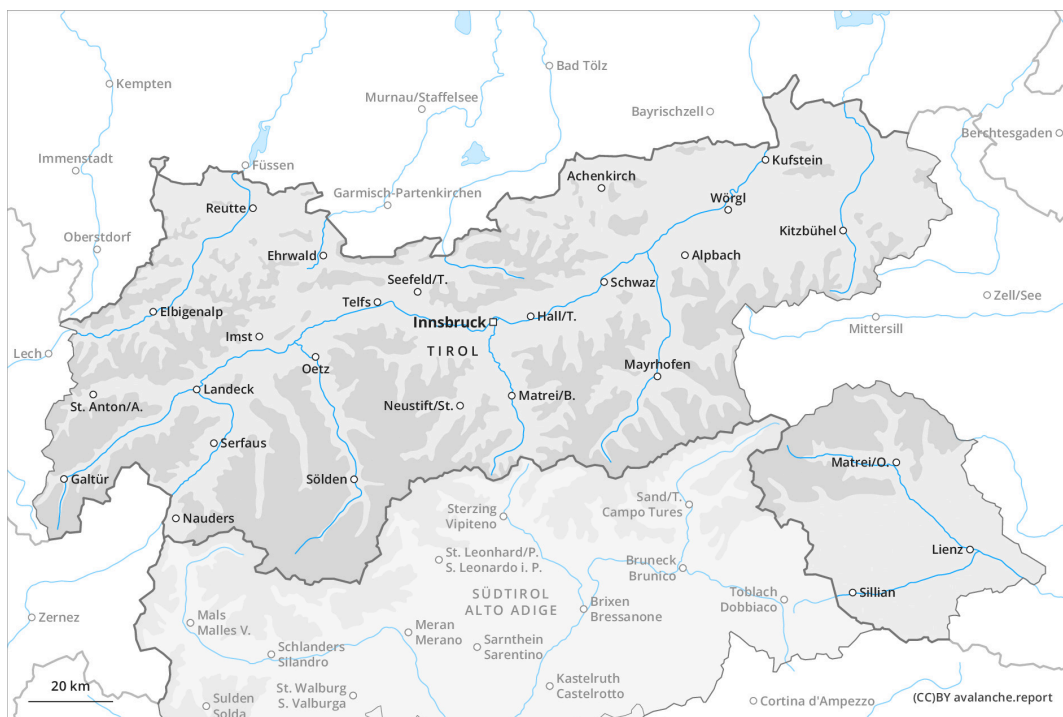 Kempten
Bad Tölz
Murnau/Staffelsee
Bayrischzell
Berchtesgaden
Immenstadt
Füssen
Kufstein
Garmisch-Partenkirchen
Achenkirch
Reutte
Wörgl
Oberstdorf
Kitzbühel
Ehrwald
Alpbach
Seefeld/T.
Schwaz
Zell/See
Telfs
Elbigenalp
Innsbruck
Hall/T.
Mittersill
Imst
TIROL
Lech
Oetz
Mayrhofen
Landeck
St. Anton/A.
Neustift/St.
Matrei/B.
Serfaus
Matrei/O.
Galtür
Sölden
Sand/T.
Campo Tures
Sterzing
Vipiteno
Nauders
Lienz
St. Leonhard/P.
S. Leonardo i. P.
Bruneck
Brunico
SÜDTIROL
ALTO ADIGE
Toblach
Dobbiaco
Sillian
Brixen
Bressanone
Zernez
Mals
Malles V.
Meran
Merano
Sarnthein
Sarentino
Schlanders
Silandro
20 km
St. Walburg
S. Valburga
Kastelruth
Castelrotto
Sulden
Solda
Cortina d'Ampezzo
(CC)BY avalanche.report